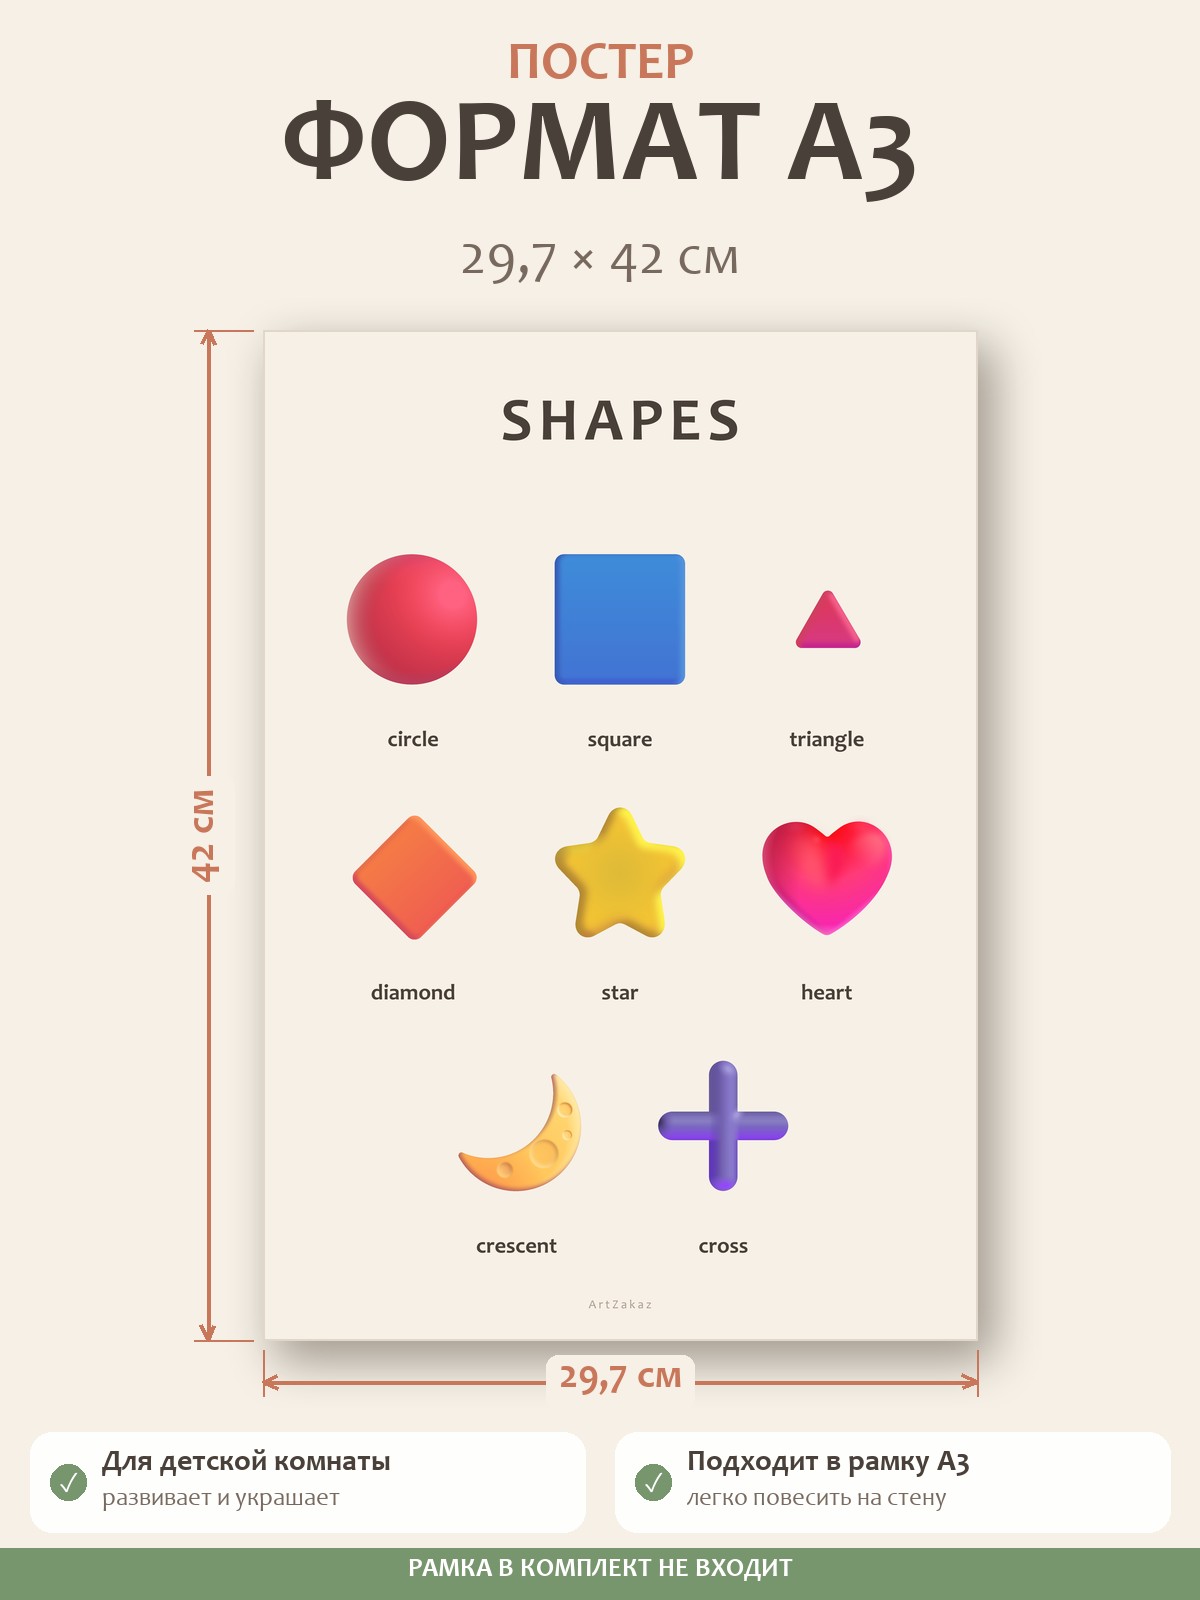 ПОСТЕР
ФОРМАТ А3
29,7 × 42 см
SHAPES
circle
square
triangle
42 см
diamond
star
heart
crescent
cross
ArtZakaz
29,7 см
Для детской комнаты
развивает и украшает
Подходит в рамку А3
легко повесить на стену
РАМКА В КОМПЛЕКТ НЕ ВХОДИТ